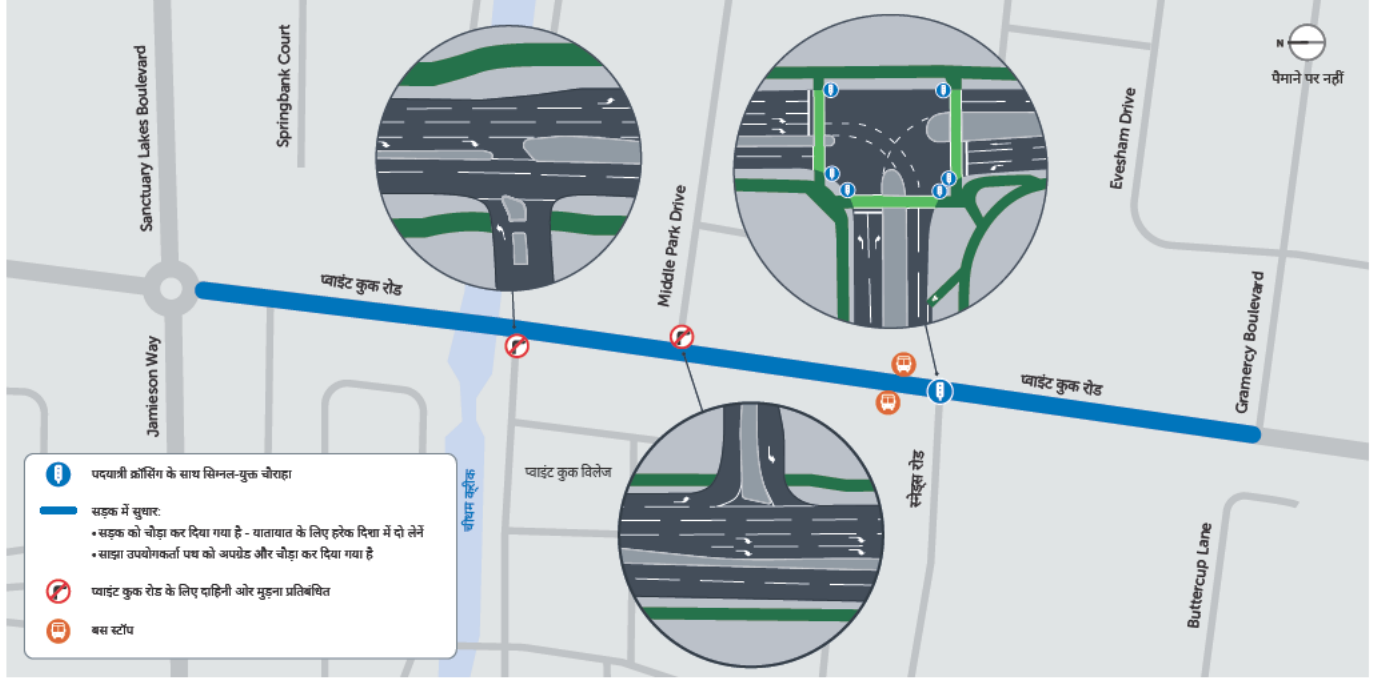 Sanctuary Lakes Boulevard
Springbank Court
Middle Park Drive
Evesham Drive
N
पैमाने पर नहीं
प्वाइंट कुक रोड
Jamieson Way
Gramercy Boulevard
प्वाइंट कुक रोड
चीथम क्रीक
प्वाइंट कुक विलेज
स्नेड्स रोड
Buttercup Lane
पदयात्री क्रॉसिंग के साथ सिग्नल-युक्त चौराहा
सड़क में सुधार:
• सड़क को चौड़ा कर दिया गया है - यातायात के लिए हरेक दिशा में दो लेनें
• साझा उपयोगकर्ता पथ को अपग्रेड और चौड़ा कर दिया गया है
प्वाइंट कुक रोड के लिए दाहिनी ओर मुड़ना प्रतिबंधित
बस स्टॉप